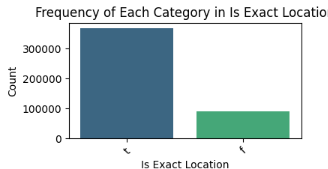 Frequency of Each Category in Is Exact Location
300000
200000
100000
0
Count
t
f
Is Exact Location